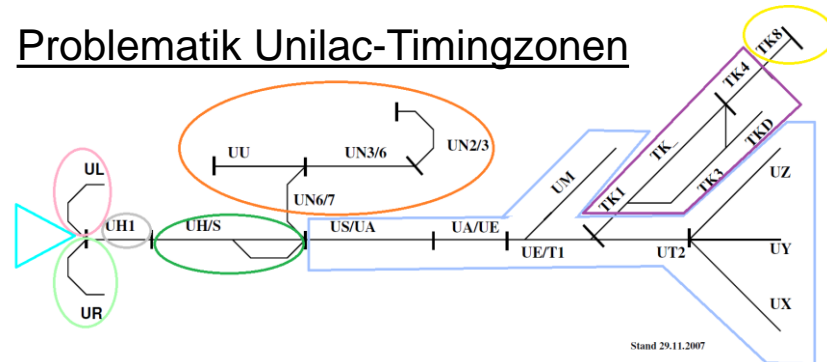 Problematik Unilac-Timingzonen
TK8
TK4
UL
UU
UN3/6
UN2/3
UM
TK_
TKD
TK3
UZ
UN6/7
TK1
UH1
UH/S
US/UA
UA/UE
UE/T1
UT2
UY
UR
UX
Stand 29.11.2007